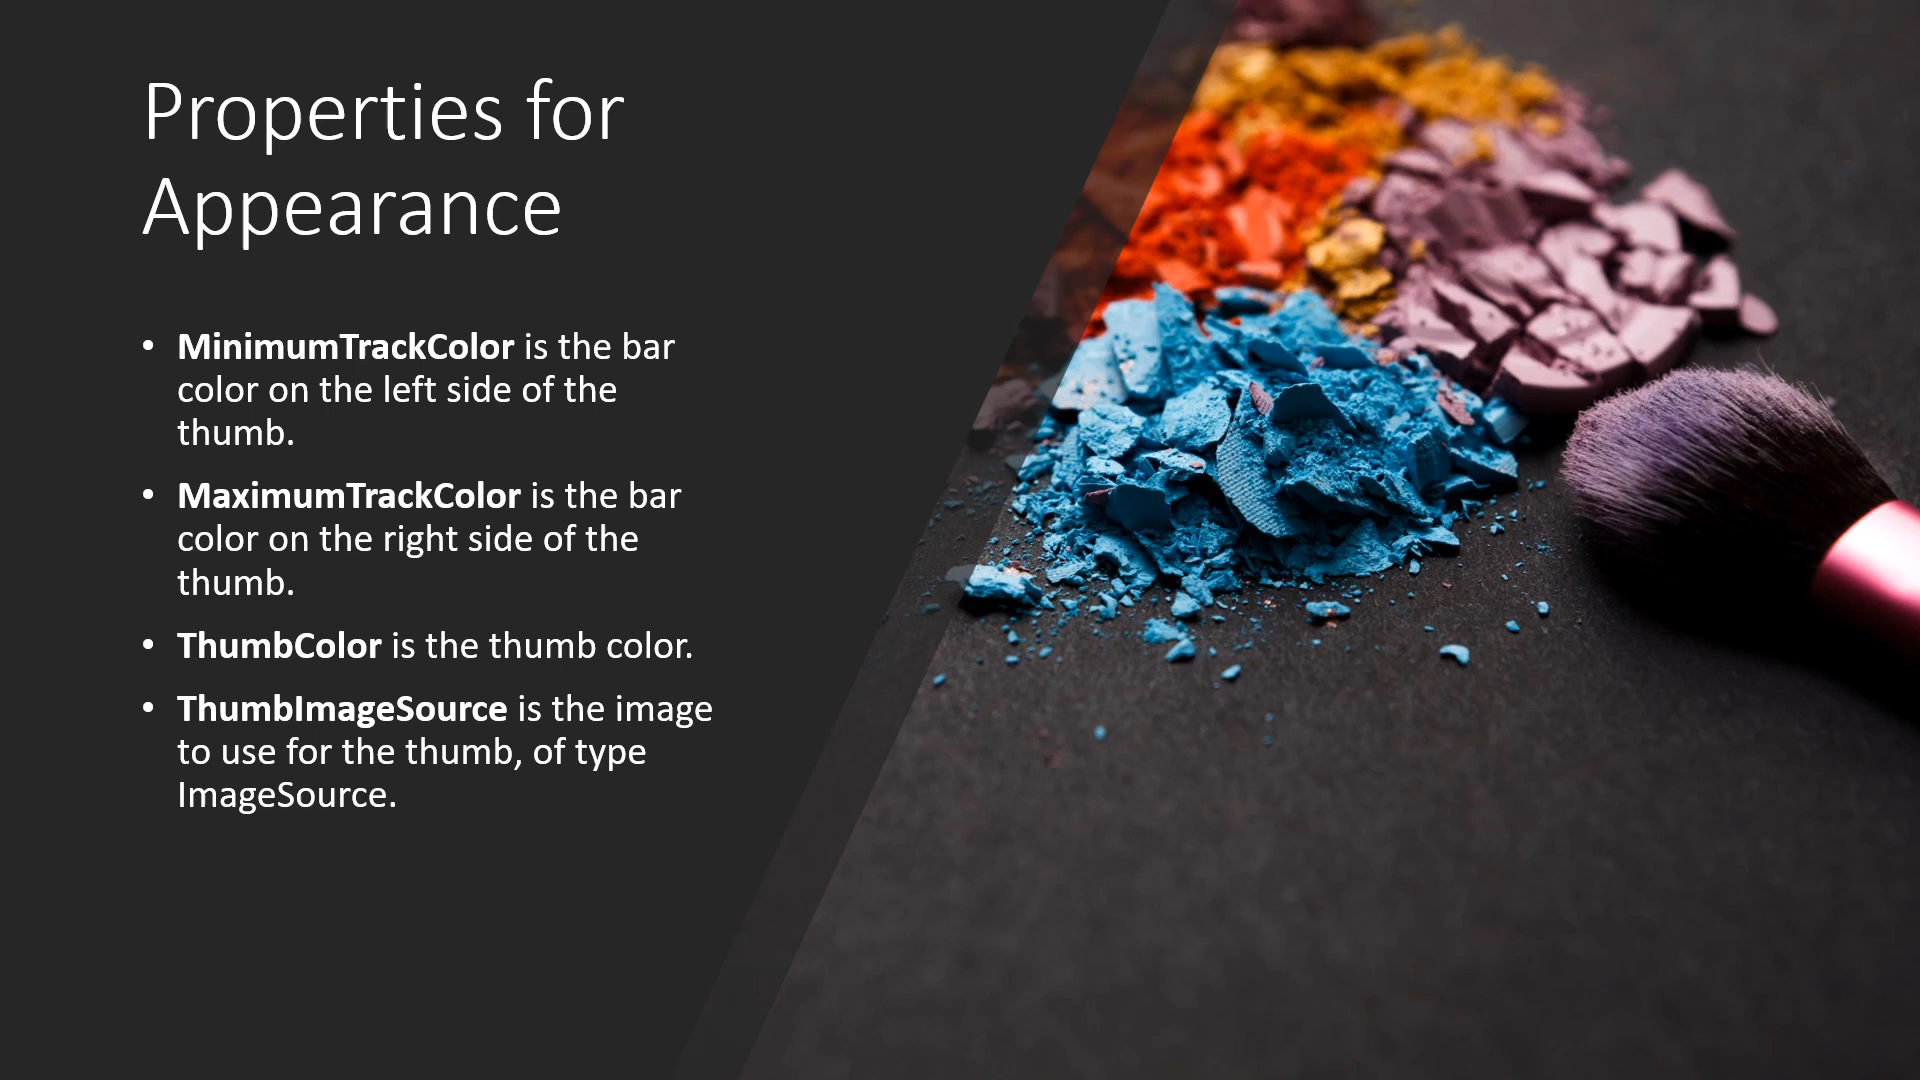 Properties for
Appearance
• MinimumTrackColor is the bar
color on the left side of the
thumb.
• MaximumTrackColor is the bar
color on the right side of the
thumb.
• ThumbColor is the thumb color.
• ThumbImageSource is the image
to use for the thumb, of type
ImageSource.